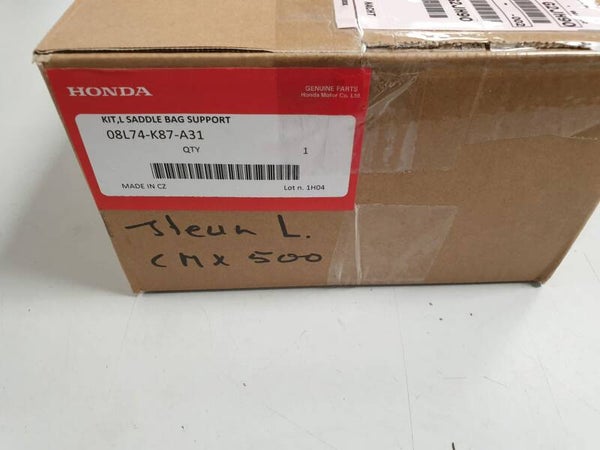 HONDA
GENUINE PARTS
Honda Motor Co., Ltd.
KIT,L SADDLE BAG SUPPORT
08L74-K87-A31
QTY 1
MADE IN CZ Lot n. 1H04
Steun L.
CMX 500